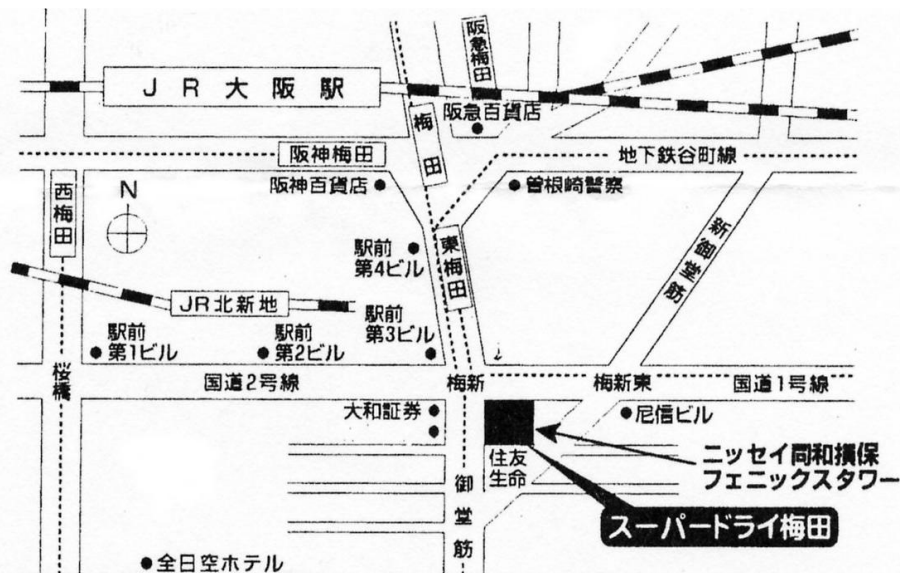 阪急梅田
JR大阪駅
阪急百貨店
梅田
阪神梅田
地下鉄谷町線
阪神百貨店
曽根崎警察
西梅田
N
新御堂筋
駅前
第4ビル
東梅田
JR北新地
駅前
第3ビル
駅前
第1ビル
駅前
第2ビル
桜橋
国道2号線
梅新
梅新東
国道1号線
大和証券
尼信ビル
住友
生命
ニッセイ同和損保
フェニックスタワー
御堂筋
スーパードライ梅田
全日空ホテル